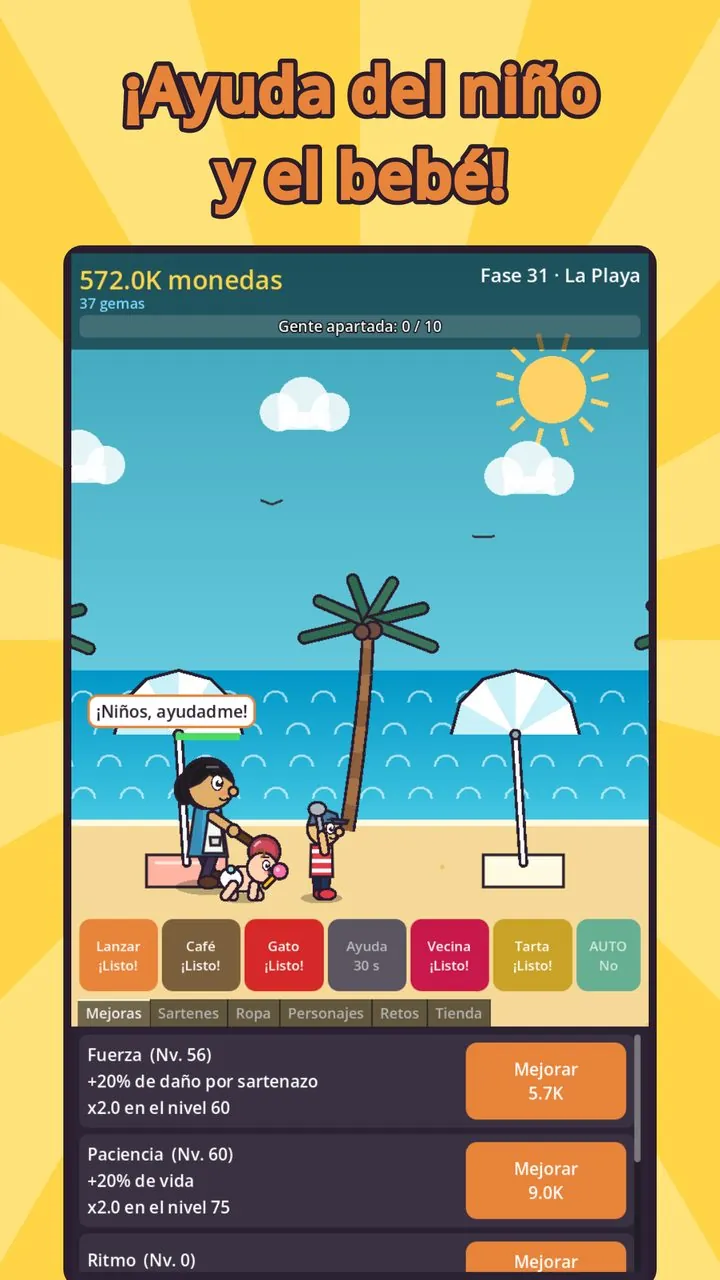 ¡Ayuda del niño
y el bebé!
572.0K monedas
Fase 31 · La Playa
37 gemas
Gente apartada: 0 / 10
¡Niños, ayudadme!
Lanzar
¡Listo!
Café
¡Listo!
Gato
¡Listo!
Ayuda
30 s
Vecina
¡Listo!
Tarta
¡Listo!
AUTO
No
Mejoras
Sartenes
Ropa
Personajes
Retos
Tienda
Fuerza (Nv. 56)
+20% de daño por sartenazo
x2.0 en el nivel 60
Mejorar
5.7K
Paciencia (Nv. 60)
+20% de vida
x2.0 en el nivel 75
Mejorar
9.0K
Ritmo (Nv. 0)
Mejorar